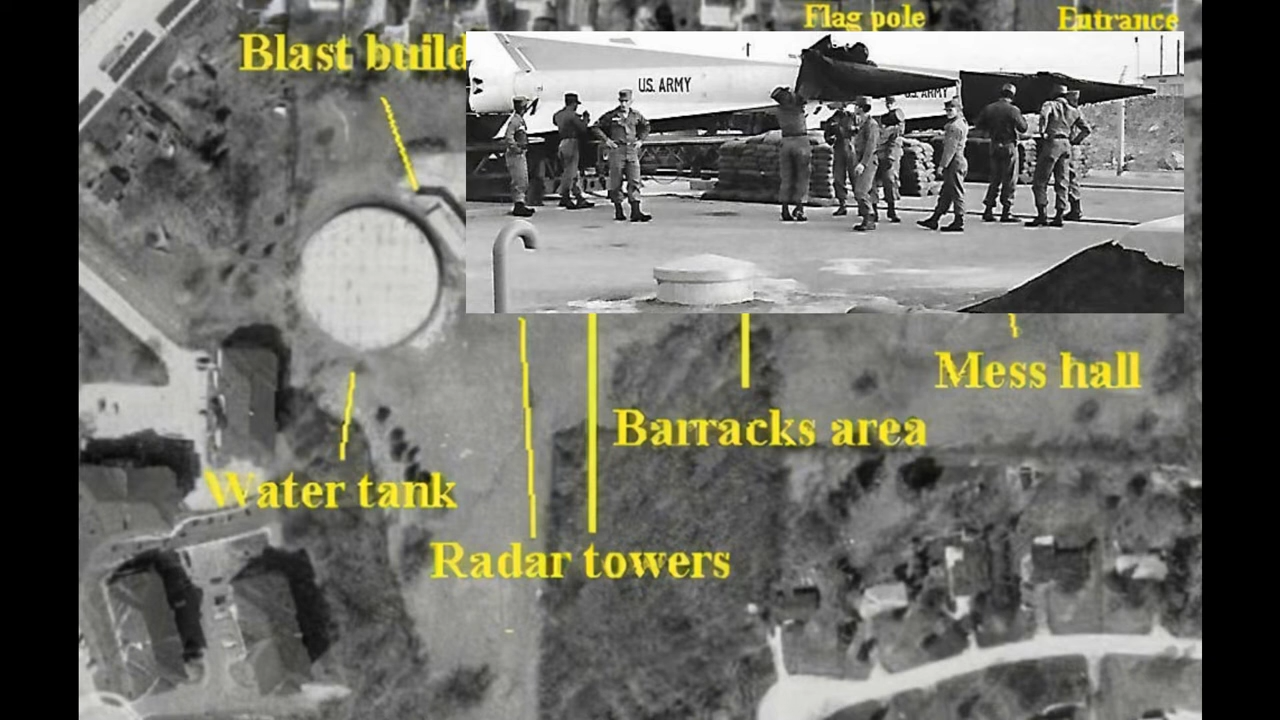 Flag pole
Entrance
Blast build
U.S. ARMY
U.S. ARMY
Mess hall
Barracks area
Water tank
Radar towers